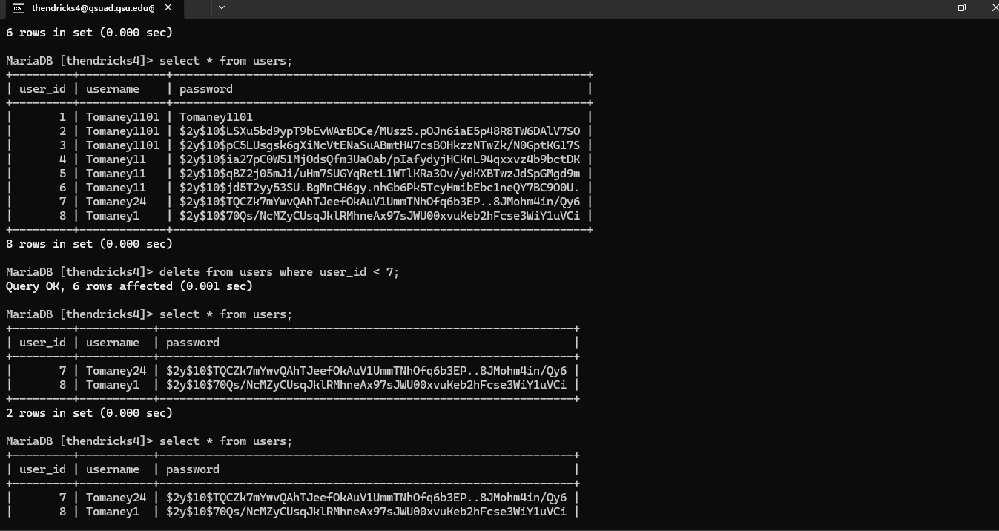 thendricks4@gsuad.gsu.edu@
6 rows in set (0.000 sec)
MariaDB [thendricks4]> select * from users;
+---------+-------------+--------------------------------------------------------------+
| user_id | username    | password                                                     |
+---------+-------------+--------------------------------------------------------------+
|       1 | Tomaney1101 | Tomaney1101                                                  |
|       2 | Tomaney1101 | $2y$10$LSXu5bd9ypT9bEvWArBDCe/MUsz5.pOJn6iaE5p48R8TW6DAlV7SO |
|       3 | Tomaney1101 | $2y$10$pC5LUsgsk6gXiNcVtENaSuABmtH47csBOHkzzNTwZk/N0GptKG17S |
|       4 | Tomaney11   | $2y$10$ia27pC0W51MjOdsQfm3UaOab/pIafydyjHCKnL94qxxvz4b9bctDK |
|       5 | Tomaney11   | $2y$10$qBZ2j05mJi/uHm7SUGYqRetL1WTlKRa3Ov/ydKXBTwzJdSpGMgd9m |
|       6 | Tomaney11   | $2y$10$jd5T2yy53SU.BgMnCH6gy.nhGb6Pk5TcyHmibEbc1neQY7BC9O0U. |
|       7 | Tomaney24   | $2y$10$TQCZk7mYwvQAhTJeefOkAuV1UmmTNhOfq6b3EP..8JMohm4in/Qy6 |
|       8 | Tomaney1    | $2y$10$70Qs/NcMZyCUsqJklRMhneAx97sJWU00xvuKeb2hFcse3WiY1uVCi |
+---------+-------------+--------------------------------------------------------------+
8 rows in set (0.000 sec)
MariaDB [thendricks4]> delete from users where user_id < 7;
Query OK, 6 rows affected (0.001 sec)
MariaDB [thendricks4]> select * from users;
+---------+-----------+--------------------------------------------------------------+
| user_id | username  | password                                                     |
+---------+-----------+--------------------------------------------------------------+
|       7 | Tomaney24 | $2y$10$TQCZk7mYwvQAhTJeefOkAuV1UmmTNhOfq6b3EP..8JMohm4in/Qy6 |
|       8 | Tomaney1  | $2y$10$70Qs/NcMZyCUsqJklRMhneAx97sJWU00xvuKeb2hFcse3WiY1uVCi |
+---------+-----------+--------------------------------------------------------------+
2 rows in set (0.000 sec)
MariaDB [thendricks4]> select * from users;
+---------+-----------+--------------------------------------------------------------+
| user_id | username  | password                                                     |
+---------+-----------+--------------------------------------------------------------+
|       7 | Tomaney24 | $2y$10$TQCZk7mYwvQAhTJeefOkAuV1UmmTNhOfq6b3EP..8JMohm4in/Qy6 |
|       8 | Tomaney1  | $2y$10$70Qs/NcMZyCUsqJklRMhneAx97sJWU00xvuKeb2hFcse3WiY1uVCi |